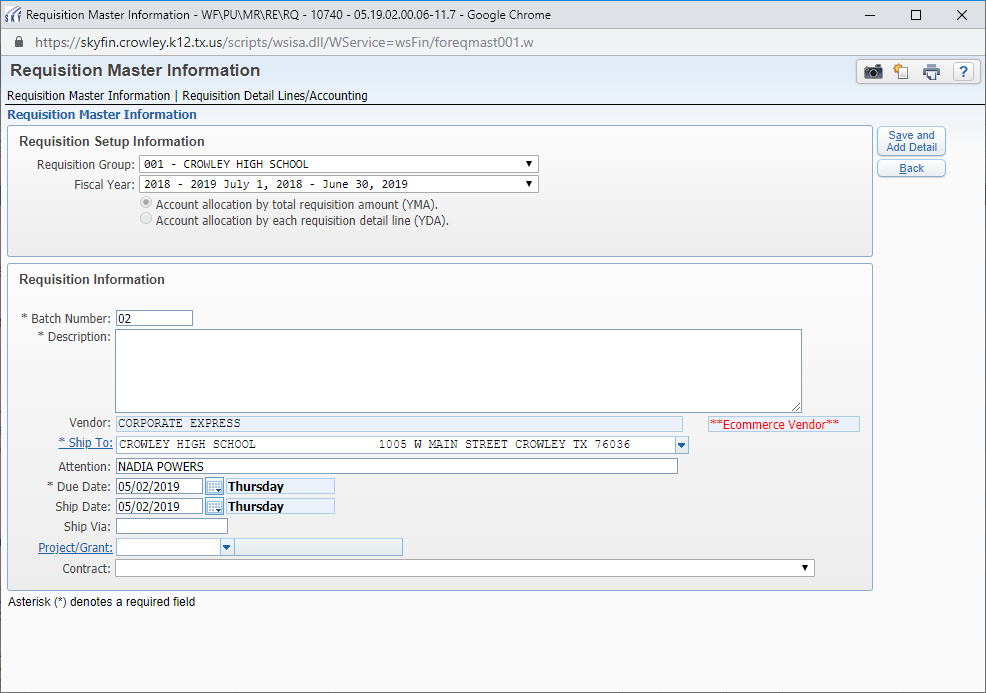 Requisition Master Information - WF\PU\MR\RE\RQ - 10740 - 05.19.02.00.06-11.7 - Google Chrome
https://skyfin.crowley.k12.tx.us/scripts/wsisa.dll/WService=wsFin/foreqmast001.w
Requisition Master Information
?
Requisition Master Information | Requisition Detail Lines/Accounting
Requisition Master Information
Requisition Setup Information
Save and
Add Detail
Back
Requisition Group: 001 - CROWLEY HIGH SCHOOL
Fiscal Year: 2018 - 2019 July 1, 2018 - June 30, 2019
Account allocation by total requisition amount (YMA).
Account allocation by each requisition detail line (YDA).
Requisition Information
* Batch Number: 02
* Description:
Vendor: CORPORATE EXPRESS **Ecommerce Vendor**
* Ship To: CROWLEY HIGH SCHOOL 1005 W MAIN STREET CROWLEY TX 76036
Attention: NADIA POWERS
* Due Date: 05/02/2019 Thursday
Ship Date: 05/02/2019 Thursday
Ship Via:
Project/Grant:
Contract:
Asterisk (*) denotes a required field